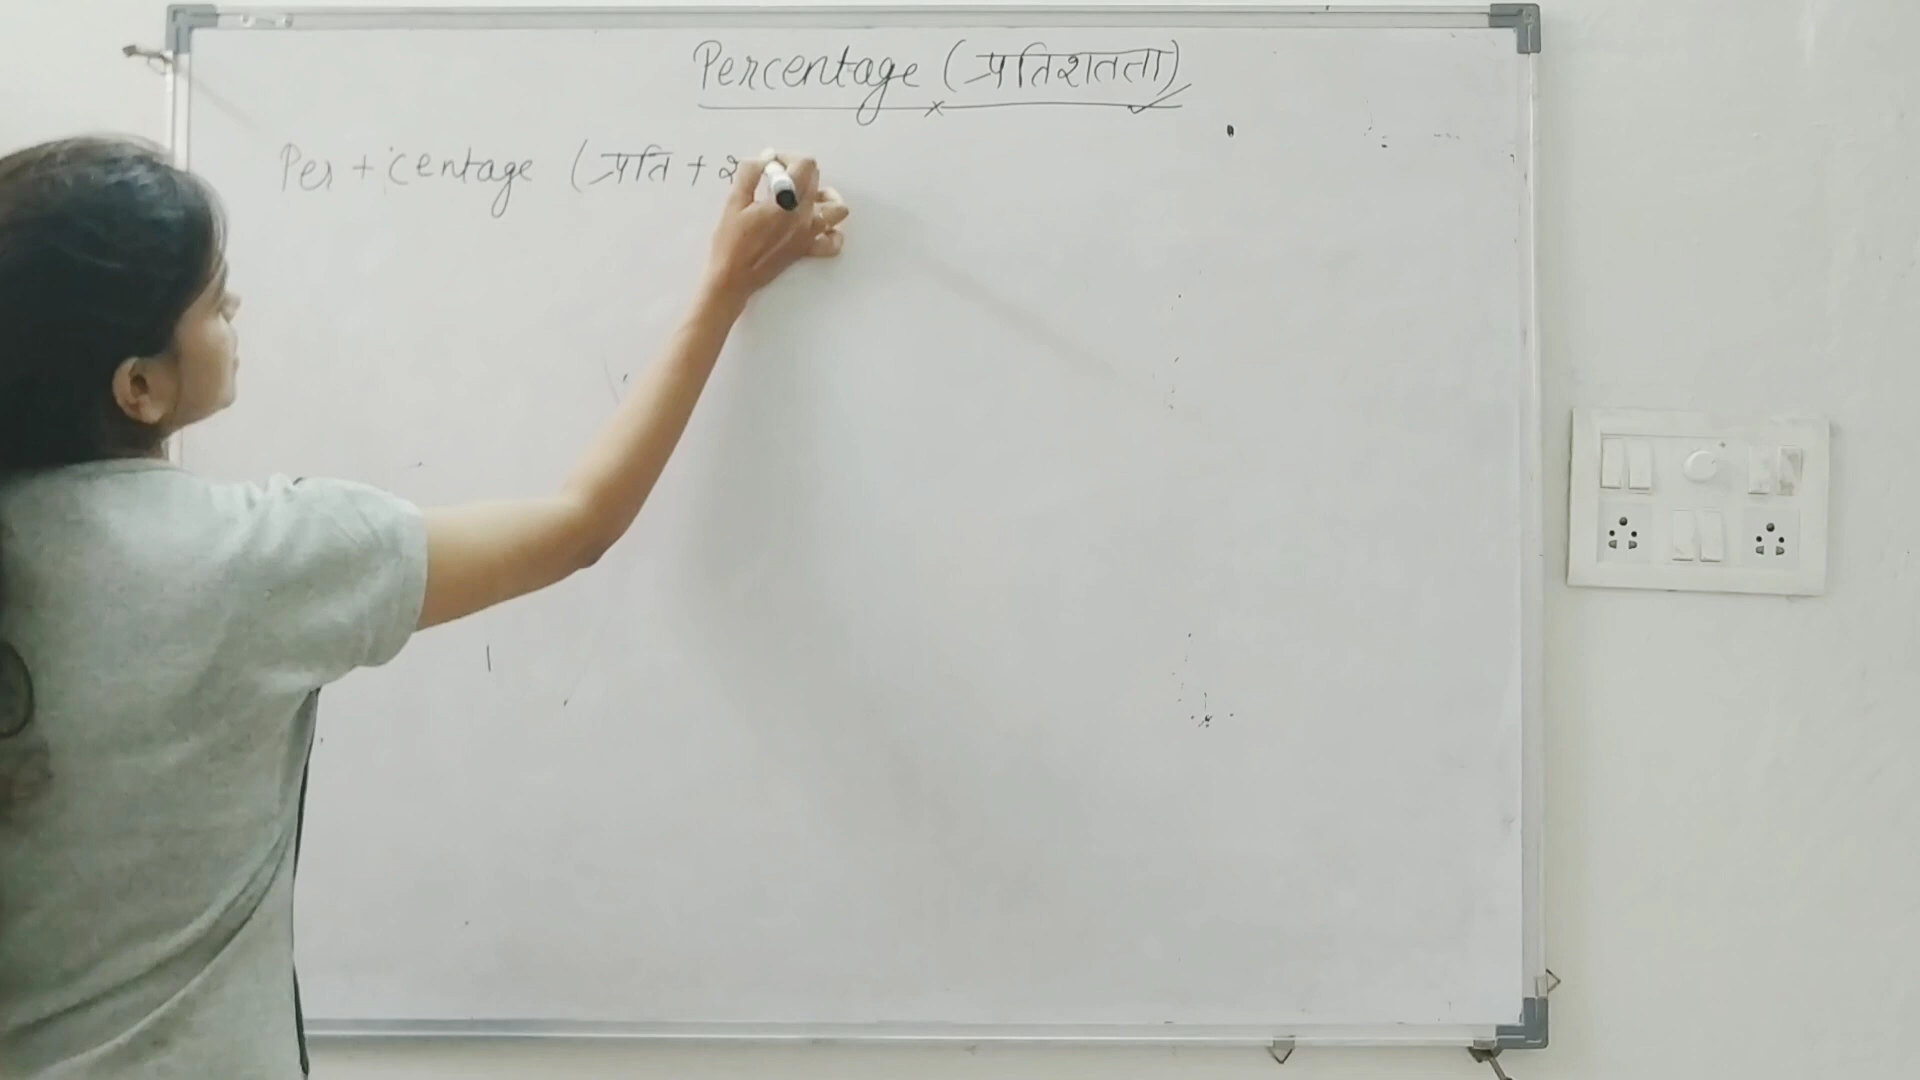 Percentage (प्रतिशतता)
Per + centage (प्रति +